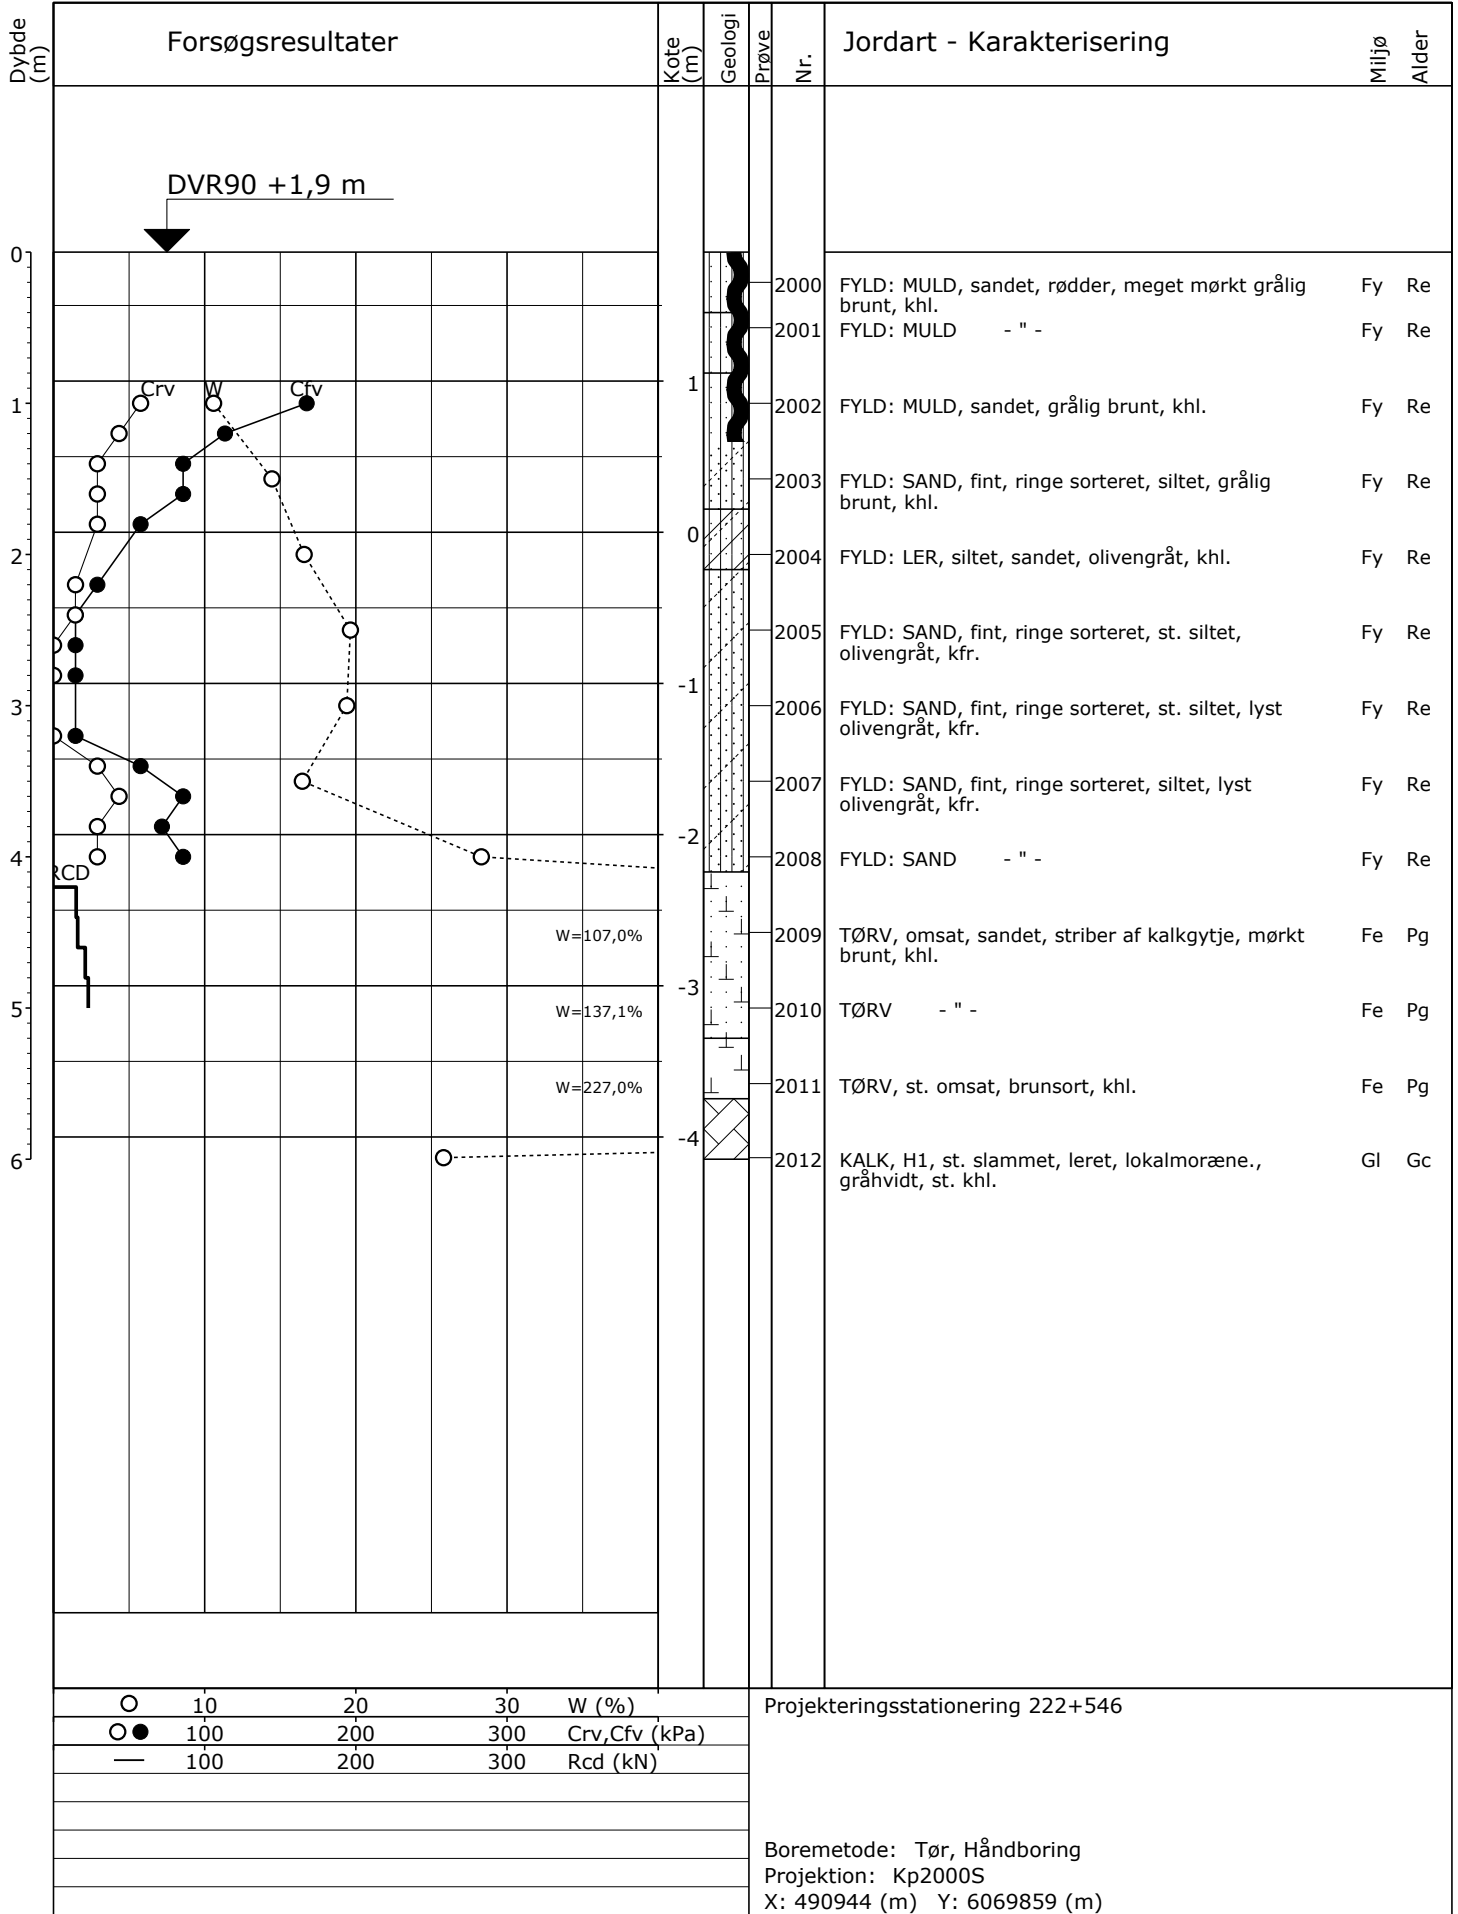 Dybde (m)
Forsøgsresultater
Kote (m)
Geologi
Prøve
Nr.
Jordart - Karakterisering
Miljø
Alder
DVR90 +1,9 m
0
2000 FYLD: MULD, sandet, rødder, meget mørkt grålig Fy Re
brunt, khl.
2001 FYLD: MULD - " - Fy Re
Crv W Cfv 1
1 2002 FYLD: MULD, sandet, grålig brunt, khl. Fy Re
2003 FYLD: SAND, fint, ringe sorteret, siltet, grålig Fy Re
brunt, khl.
0
2 2004 FYLD: LER, siltet, sandet, olivengråt, khl. Fy Re
2005 FYLD: SAND, fint, ringe sorteret, st. siltet, Fy Re
olivengråt, kfr.
-1
3 2006 FYLD: SAND, fint, ringe sorteret, st. siltet, lyst Fy Re
olivengråt, kfr.
2007 FYLD: SAND, fint, ringe sorteret, siltet, lyst Fy Re
olivengråt, kfr.
-2
4 2008 FYLD: SAND - " - Fy Re
RCD
W=107,0% 2009 TØRV, omsat, sandet, striber af kalkgytje, mørkt Fe Pg
brunt, khl.
-3
5 W=137,1% 2010 TØRV - " - Fe Pg
W=227,0% 2011 TØRV, st. omsat, brunsort, khl. Fe Pg
-4
6 2012 KALK, H1, st. slammet, leret, lokalmoræne., Gl Gc
gråhvidt, st. khl.
10 20 30 W (%)
100 200 300 Crv,Cfv (kPa)
100 200 300 Rcd (kN)
Projekteringsstationering 222+546
Boremetode: Tør, Håndboring
Projektion: Kp2000S
X: 490944 (m) Y: 6069859 (m)